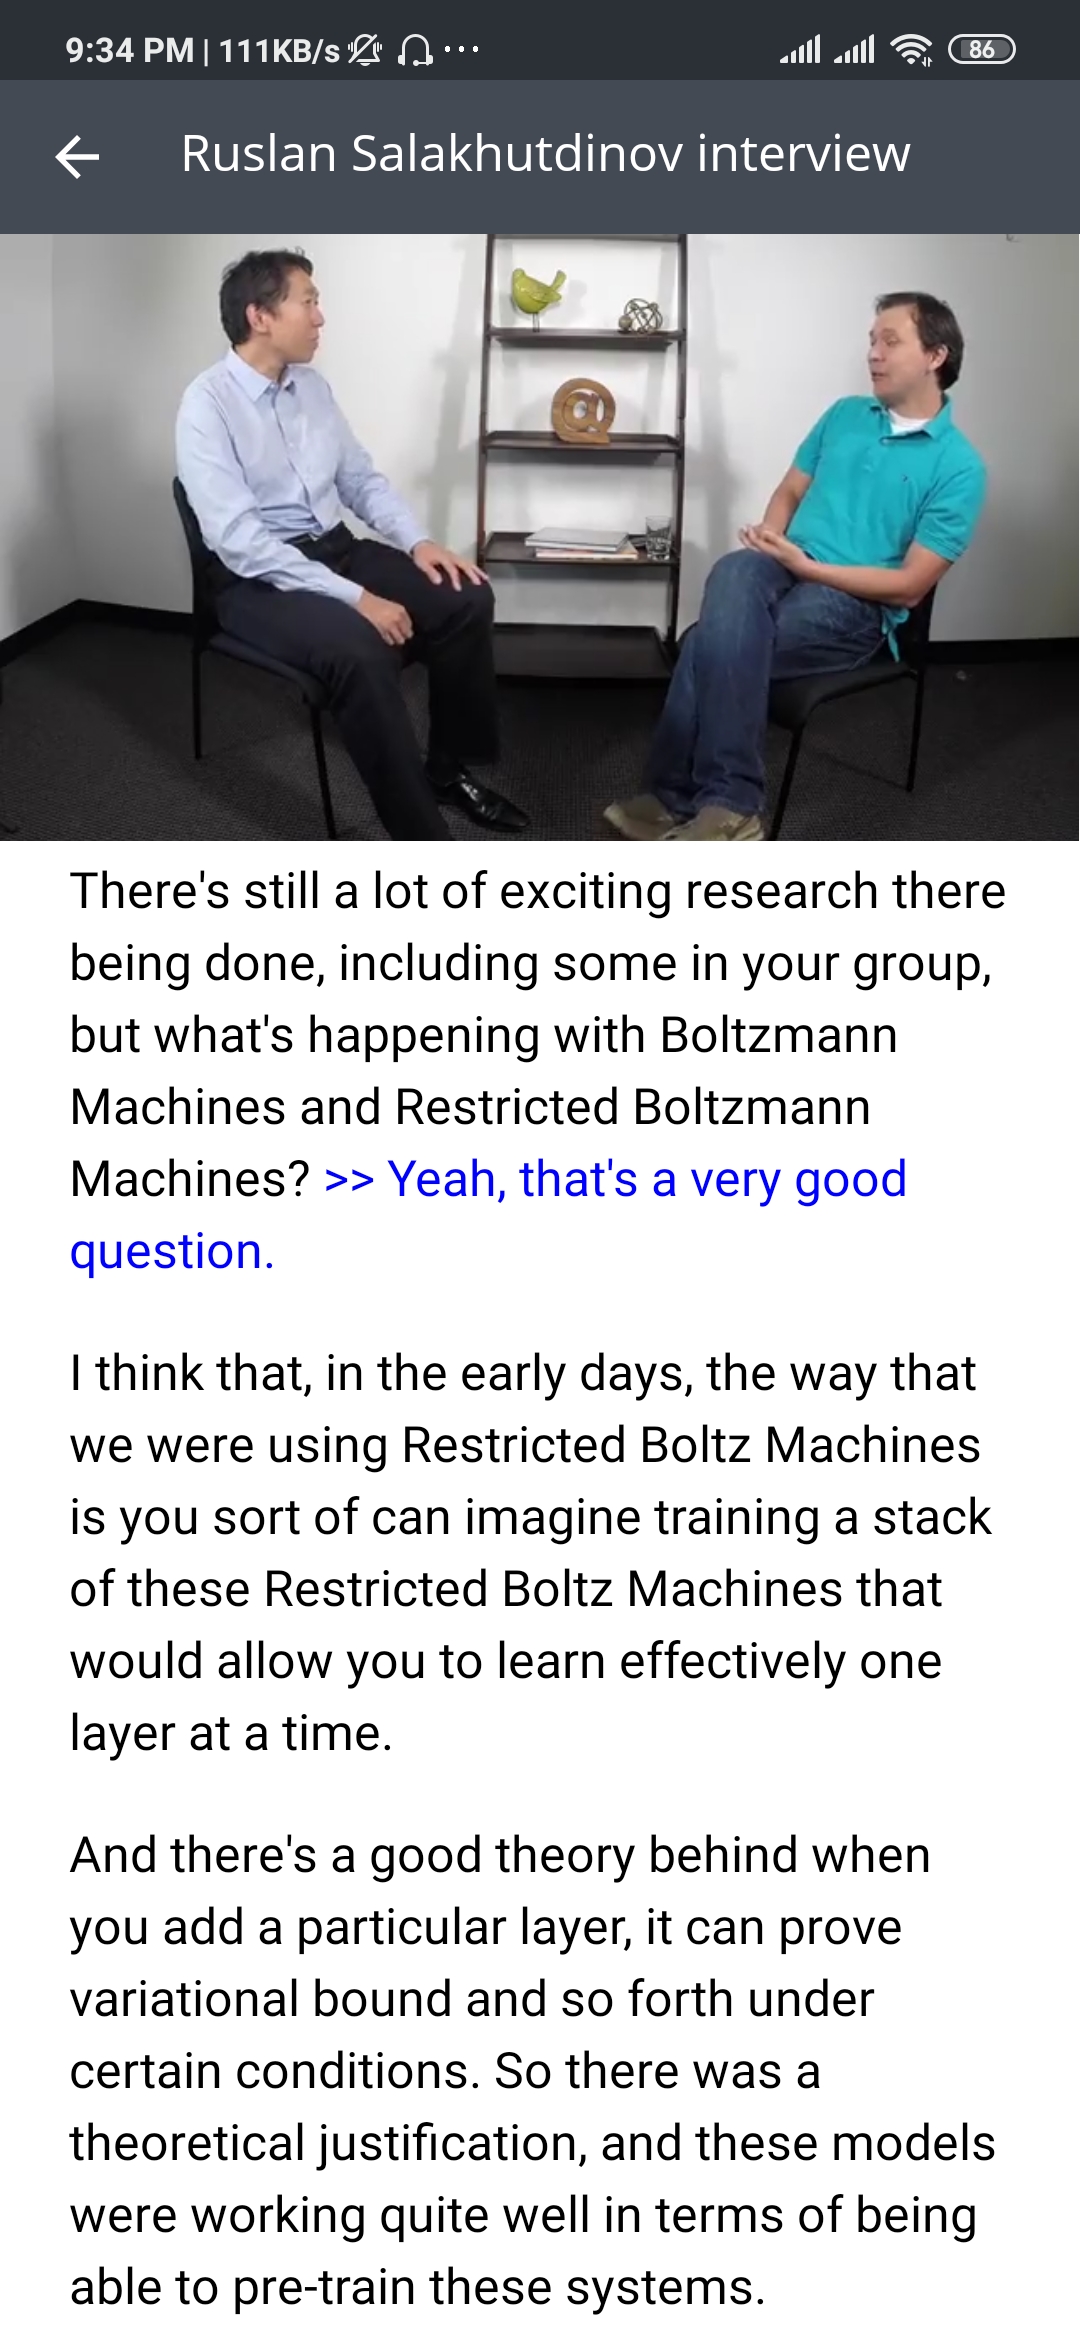 9:34 PM | 111KB/s ...
86
Ruslan Salakhutdinov interview
@
There's still a lot of exciting research there
being done, including some in your group,
but what's happening with Boltzmann
Machines and Restricted Boltzmann
Machines? >> Yeah, that's a very good
question.
I think that, in the early days, the way that
we were using Restricted Boltz Machines
is you sort of can imagine training a stack
of these Restricted Boltz Machines that
would allow you to learn effectively one
layer at a time.
And there's a good theory behind when
you add a particular layer, it can prove
variational bound and so forth under
certain conditions. So there was a
theoretical justification, and these models
were working quite well in terms of being
able to pre-train these systems.